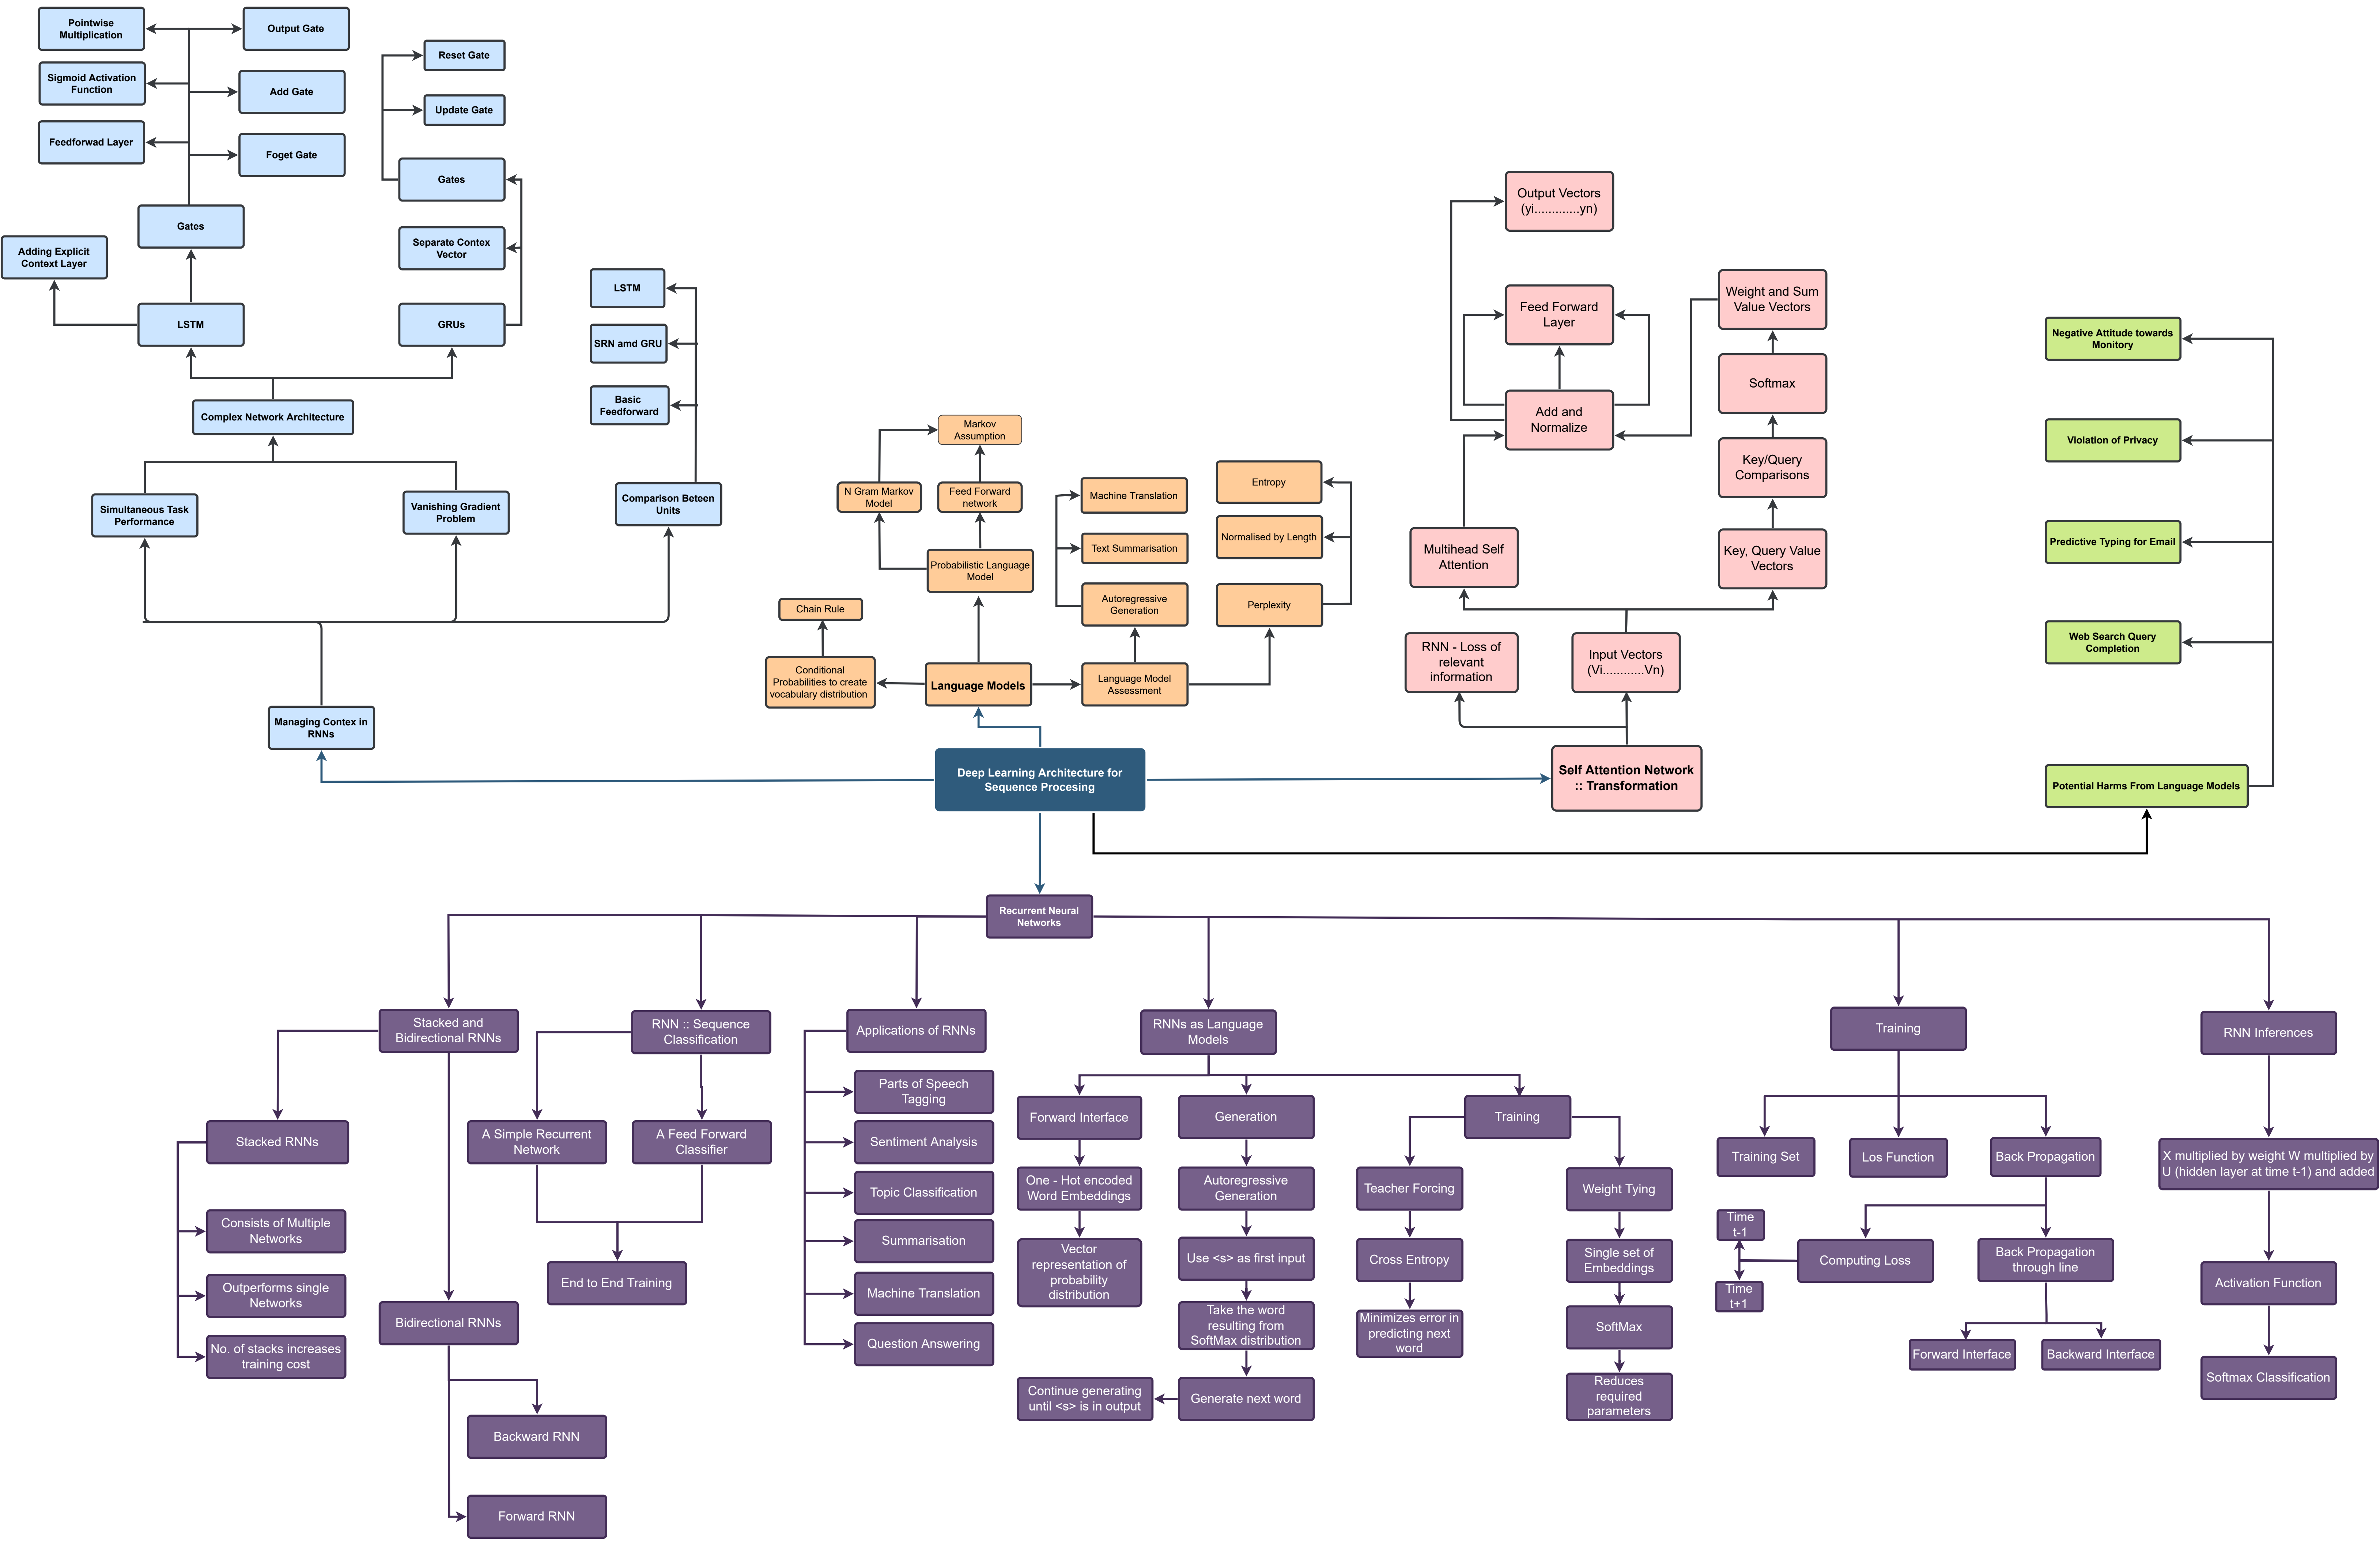 Pointwise
Multiplication
Output Gate
Sigmoid Activation
Function
Add Gate
Feedforwad Layer
Foget Gate
Gates
Adding Explicit
Context Layer
LSTM
Reset Gate
Update Gate
Gates
Separate Contex
Vector
GRUs
Complex Network Architecture
Simultaneous Task
Performance
Vanishing Gradient
Problem
LSTM
SRN amd GRU
Basic
Feedforward
Comparison Beteen
Units
Managing Contex in
RNNs
Markov
Assumption
N Gram Markov
Model
Feed Forward
network
Probabilistic Language
Model
Chain Rule
Conditional
Probabilities to create
vocabulary distribution
Language Models
Machine Translation
Text Summarisation
Autoregressive
Generation
Language Model
Assessment
Entropy
Normalised by Length
Perplexity
Output Vectors
(yi.............yn)
Feed Forward
Layer
Add and
Normalize
Multihead Self
Attention
Weight and Sum
Value Vectors
Softmax
Key/Query
Comparisons
Key, Query Value
Vectors
RNN - Loss of
relevant
information
Input Vectors
(Vi............Vn)
Self Attention Network
:: Transformation
Negative Attitude towards
Monitory
Violation of Privacy
Predictive Typing for Email
Web Search Query
Completion
Potential Harms From Language Models
Deep Learning Architecture for
Sequence Procesing
Recurrent Neural
Networks
Stacked and
Bidirectional RNNs
Stacked RNNs
Consists of Multiple
Networks
Outperforms single
Networks
No. of stacks increases
training cost
Bidirectional RNNs
Backward RNN
Forward RNN
RNN :: Sequence
Classification
A Simple Recurrent
Network
A Feed Forward
Classifier
End to End Training
Applications of RNNs
Parts of Speech
Tagging
Sentiment Analysis
Topic Classification
Summarisation
Machine Translation
Question Answering
RNNs as Language
Models
Forward Interface
One - Hot encoded
Word Embeddings
Vector
representation of
probability
distribution
Generation
Autoregressive
Generation
Use <s> as first input
Take the word
resulting from
SoftMax distribution
Generate next word
Continue generating
until <s> is in output
Training
Teacher Forcing
Cross Entropy
Minimizes error in
predicting next
word
Weight Tying
Single set of
Embeddings
SoftMax
Reduces
required
parameters
Training
Training Set
Los Function
Back Propagation
Time
t-1
Time
t+1
Computing Loss
Back Propagation
through line
Forward Interface
Backward Interface
RNN Inferences
X multiplied by weight W multiplied by
U (hidden layer at time t-1) and added
Activation Function
Softmax Classification